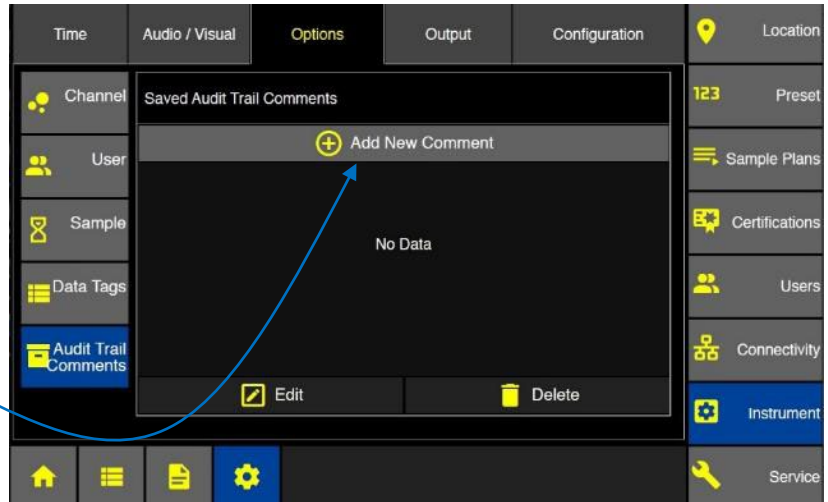 Time
Audio / Visual
Options
Output
Configuration
Location
Channel
Saved Audit Trail Comments
123
Preset
Add New Comment
User
Sample Plans
Sample
No Data
Certifications
Data Tags
Users
Audit Trail
Comments
Connectivity
Edit
Delete
Instrument
Service